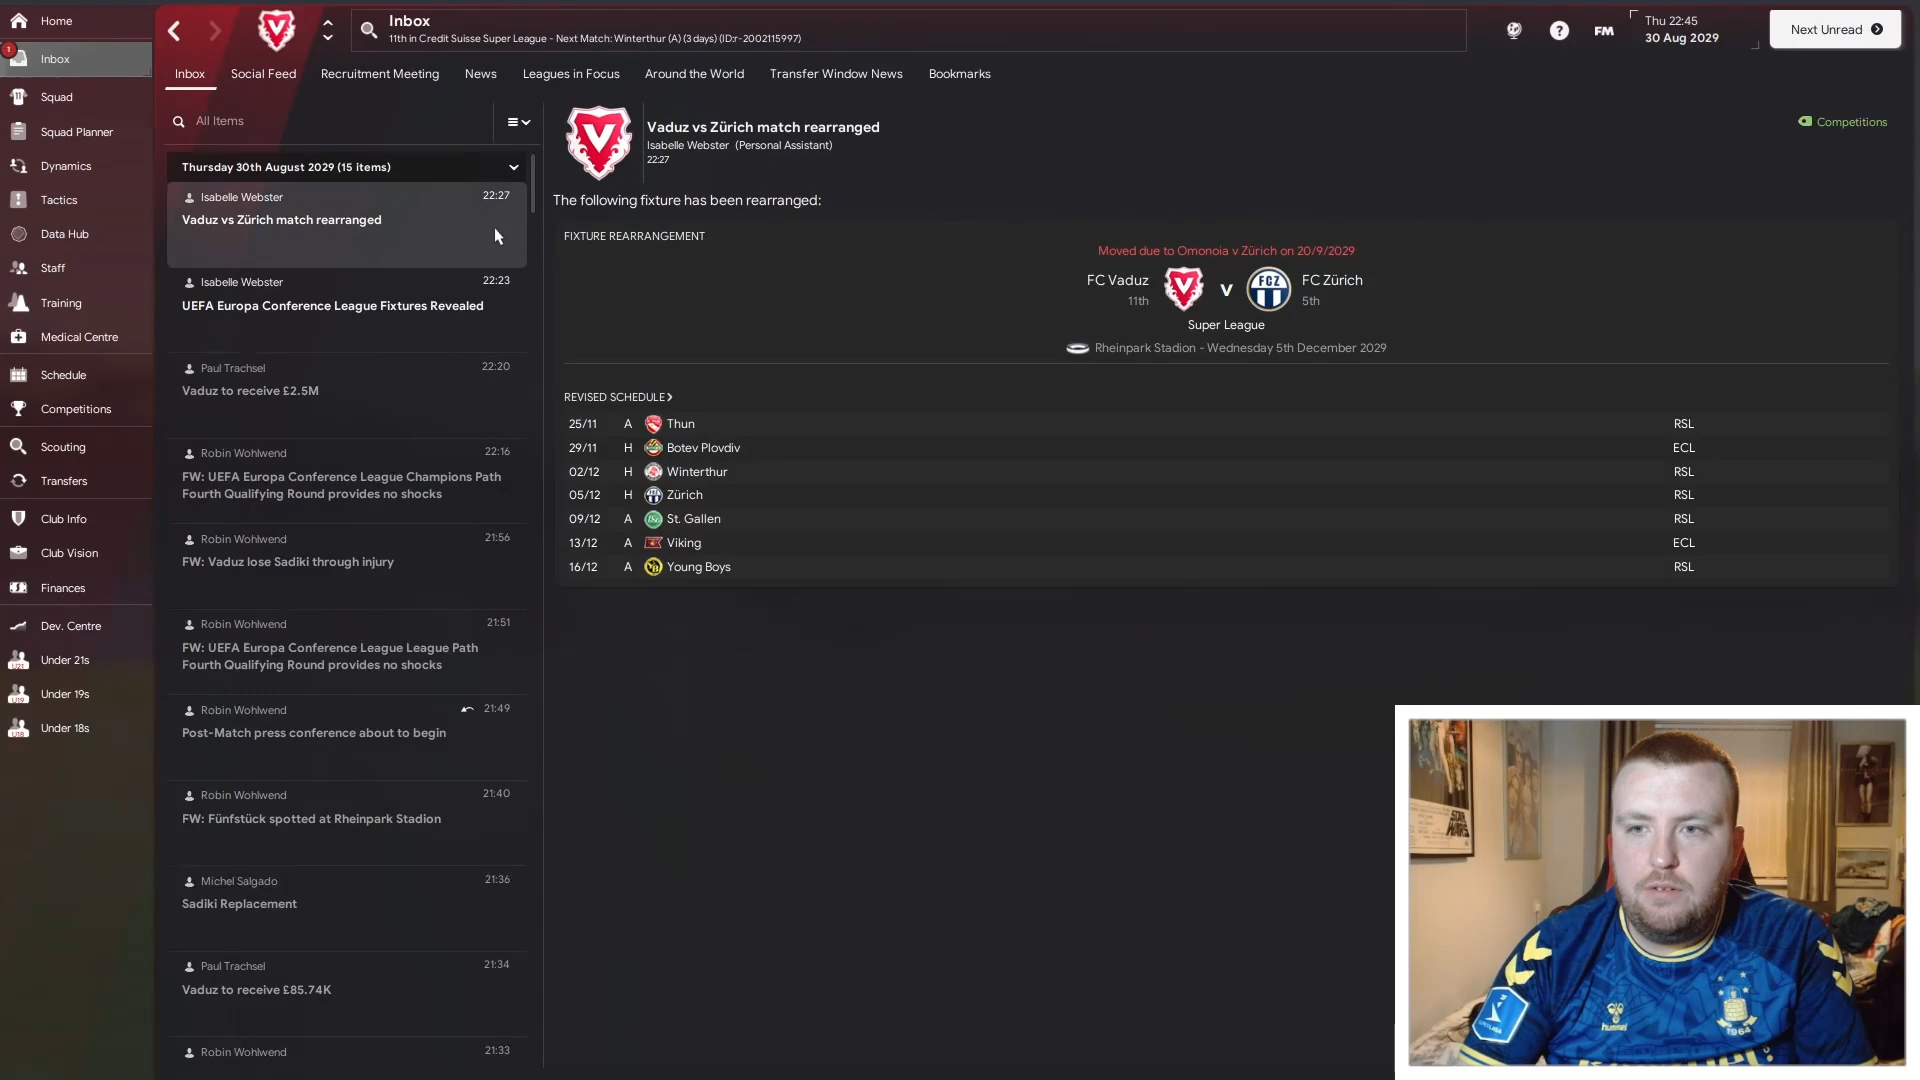 Home
Inbox
Squad
Squad Planner
Dynamics
Tactics
Data Hub
Staff
Training
Medical Centre
Schedule
Competitions
Scouting
Transfers
Club Info
Club Vision
Finances
Dev. Centre
Under 21s
Under 19s
Under 18s
Inbox
11th in Credit Suisse Super League - Next Match: Winterthur (A) (3 days) (ID:r-2002115997)
FM
Thu 22:45
30 Aug 2029
Next Unread
Inbox Social Feed Recruitment Meeting News Leagues in Focus Around the World Transfer Window News Bookmarks
All Items
Thursday 30th August 2029 (15 items)
Isabelle Webster 22:27
Vaduz vs Zürich match rearranged
Isabelle Webster 22:23
UEFA Europa Conference League Fixtures Revealed
Paul Trachsel 22:20
Vaduz to receive £2.5M
Robin Wohlwend 22:16
FW: UEFA Europa Conference League Champions Path
Fourth Qualifying Round provides no shocks
Robin Wohlwend 21:56
FW: Vaduz lose Sadiki through injury
Robin Wohlwend 21:51
FW: UEFA Europa Conference League League Path
Fourth Qualifying Round provides no shocks
Robin Wohlwend 21:49
Post-Match press conference about to begin
Robin Wohlwend 21:40
FW: Fünfstück spotted at Rheinpark Stadion
Michel Salgado 21:36
Sadiki Replacement
Paul Trachsel 21:34
Vaduz to receive £85.74K
Robin Wohlwend 21:33
Vaduz vs Zürich match rearranged
Isabelle Webster (Personal Assistant)
22:27
Competitions
The following fixture has been rearranged:
FIXTURE REARRANGEMENT
Moved due to Omonoia v Zürich on 20/9/2029
FC Vaduz V FC Zürich
11th 5th
Super League
Rheinpark Stadion - Wednesday 5th December 2029
REVISED SCHEDULE
25/11 A Thun RSL
29/11 H Botev Plovdiv ECL
02/12 H Winterthur RSL
05/12 H Zürich RSL
09/12 A St. Gallen RSL
13/12 A Viking ECL
16/12 A Young Boys RSL
STAR
WARS
hummel
1964